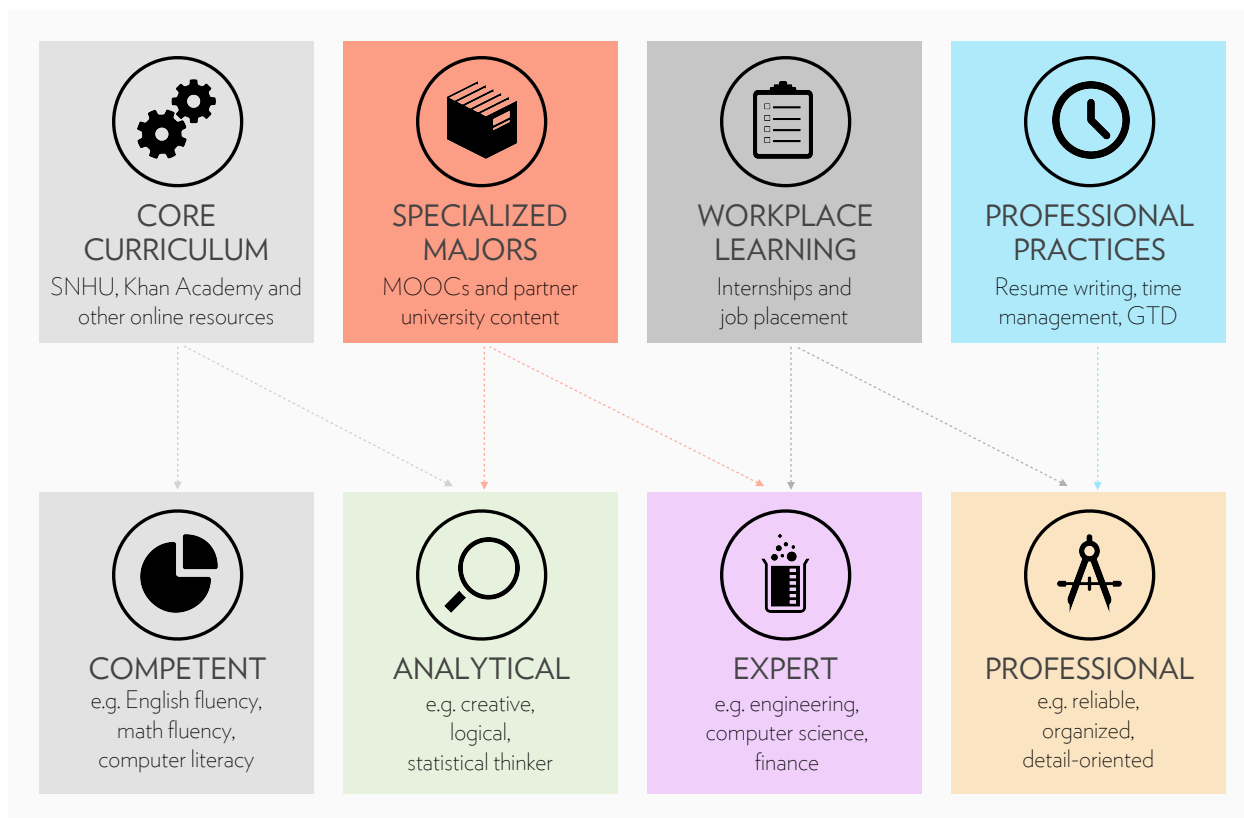 CORE
CURRICULUM
SNHU, Khan Academy and
other online resources
SPECIALIZED
MAJORS
MOOCs and partner
university content
WORKPLACE
LEARNING
Internships and
job placement
PROFESSIONAL
PRACTICES
Resume writing, time
management, GTD
COMPETENT
e.g. English fluency,
math fluency,
computer literacy
ANALYTICAL
e.g. creative,
logical,
statistical thinker
EXPERT
e.g. engineering,
computer science,
finance
PROFESSIONAL
e.g. reliable,
organized,
detail-oriented